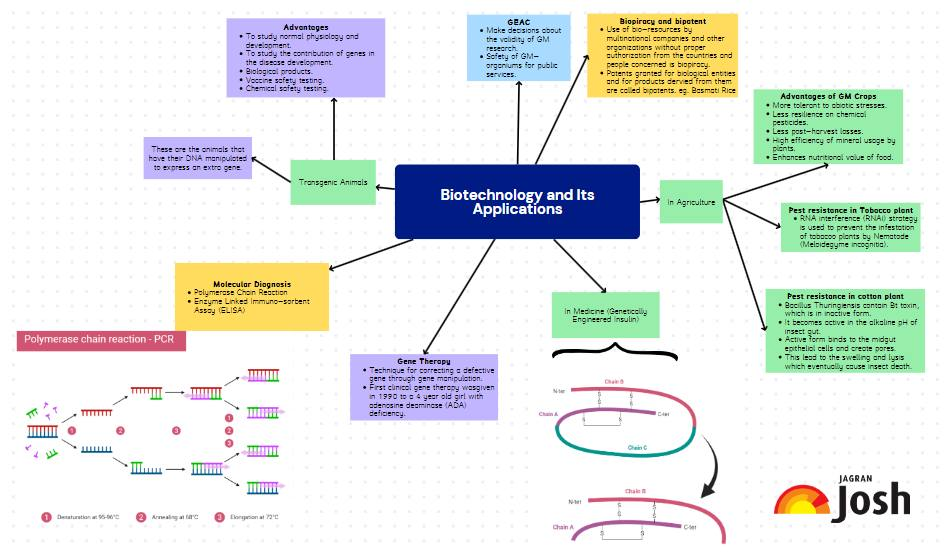 Advantages
• To study normal physiology and
development.
• To study the contribution of genes in
the disease development.
• Biological products.
• Vaccine safety testing.
• Chemical safety testing.
GEAC
• Make decisions about
the validity of GM
research.
• Safety of GM-
organiums for public
services.
Biopiracy and bipatent
• Use of bio-resources by
multinational companies and other
organizations without proper
authorization from the countries and
people concerned is biopiracy.
• Patents granted for biological entities
and for products dervied from them
are called bipatents. eg. Basmati Rice
Advantages of GM Crops
• More tolerant to abiotic stresses.
• Less resilience on chemical
pesticides.
• Less post-harvest losses.
• High efficiency of mineral usage by
plants.
• Enhances nutritional value of food.
These are the animals that
have their DNA manipulated
to express an extra gene.
Transgenic Animals
Biotechnology and Its
Applications
In Agriculture
Pest resistance in Tobacco plant
• RNA interference (RNAi) strategy
is used to prevent the infestation
of tobacoo plants by Nematode
(Meloidegyne incognitia).
Molecular Diagnosis
• Polymerase Chain Reaction
• Enzyme Linked Immuno-sorbent
Assay (ELISA)
In Medicine (Genetically
Engineered Insulin)
Pest resistance in cotton plant
• Bacillus Thuringiensis contain Bt toxin,
which is in inactive form.
• It becomes active in the alkaline pH of
insect gut.
• Active form binds to the midgut
epithelial cells and create pores.
• This lead to the swelling and lysis
which eventually cause insect death.
Gene Therapy
• Technique for correcting a defective
gene through gene manipulation.
• First clinical gene therapy wasgiven
in 1990 to a 4 year old girl with
adenosine deaminase (ADA)
deficiency.
Polymerase chain reaction - PCR
1
2
3
1
2
3
1 Denaturation at 95-96°C
2 Annealing at 68°C
3 Elongation at 72°C
Chain B
N-ter
S S
S S
Chain A
C-ter
S S
Chain C
Chain B
N-ter
S S
S S
Chain A
C-ter
S S
JAGRAN
Josh